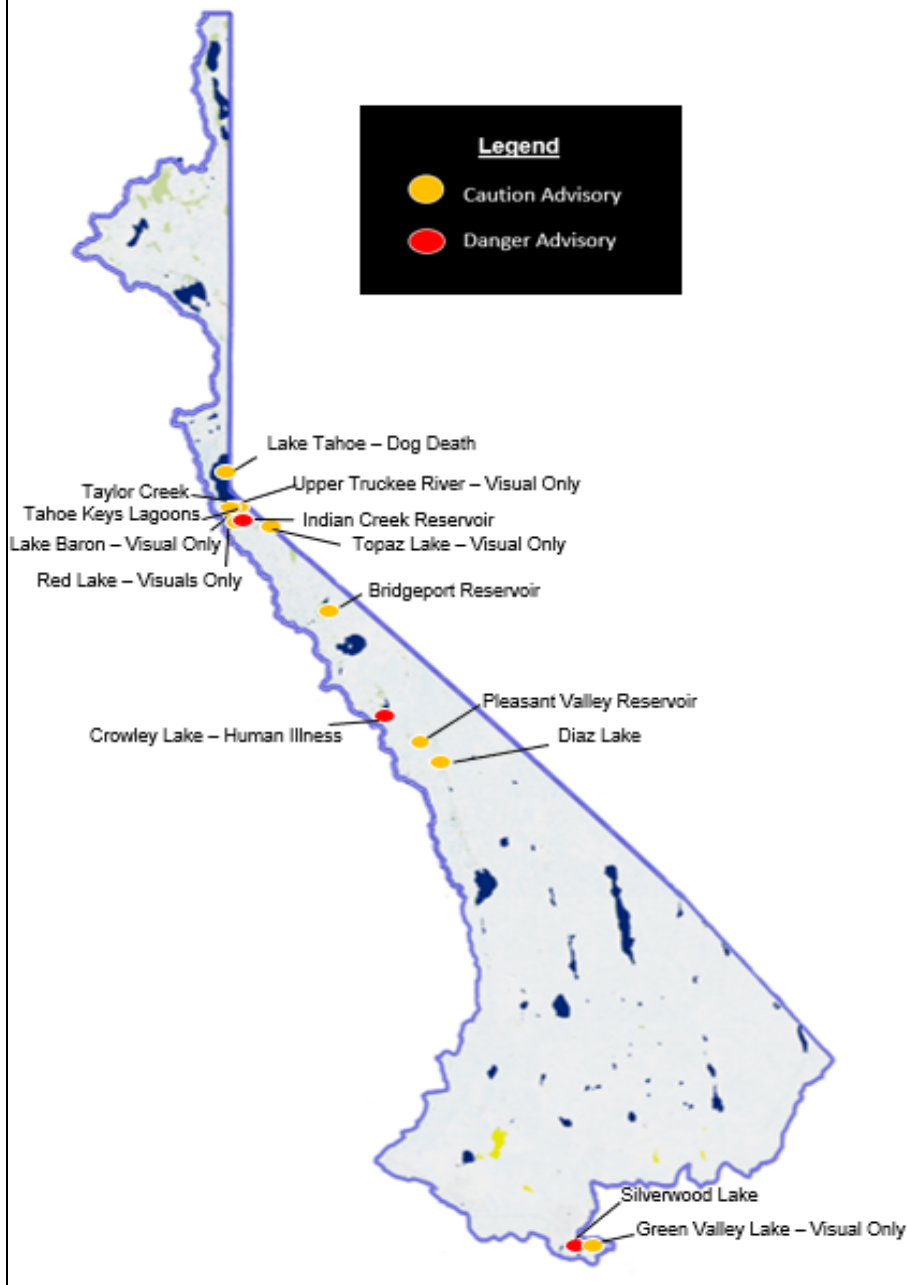 Legend
Caution Advisory
Danger Advisory
Lake Tahoe – Dog Death
Taylor Creek
Upper Truckee River – Visual Only
Tahoe Keys Lagoons
Indian Creek Reservoir
Lake Baron – Visual Only
Topaz Lake – Visual Only
Red Lake – Visuals Only
Bridgeport Reservoir
Pleasant Valley Reservoir
Crowley Lake – Human Illness
Diaz Lake
Silverwood Lake
Green Valley Lake – Visual Only